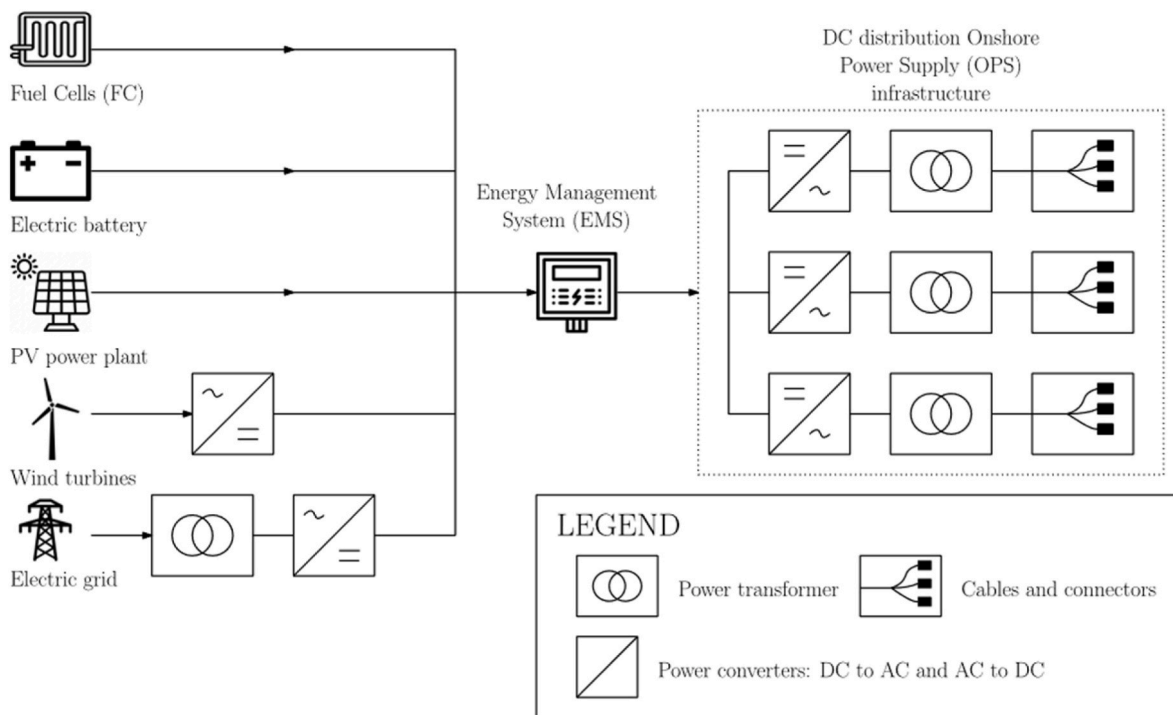 Fuel Cells (FC)
Electric battery
PV power plant
Wind turbines
Electric grid
Energy Management
System (EMS)
DC distribution Onshore
Power Supply (OPS)
infrastructure
LEGEND
Power transformer
Cables and connectors
Power converters: DC to AC and AC to DC